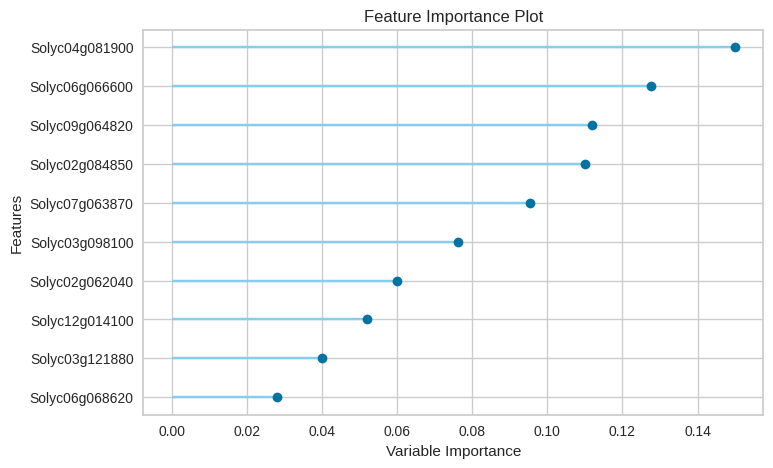 Feature Importance Plot
Features
Solyc04g081900
Solyc06g066600
Solyc09g064820
Solyc02g084850
Solyc07g063870
Solyc03g098100
Solyc02g062040
Solyc12g014100
Solyc03g121880
Solyc06g068620
0.00 0.02 0.04 0.06 0.08 0.10 0.12 0.14
Variable Importance